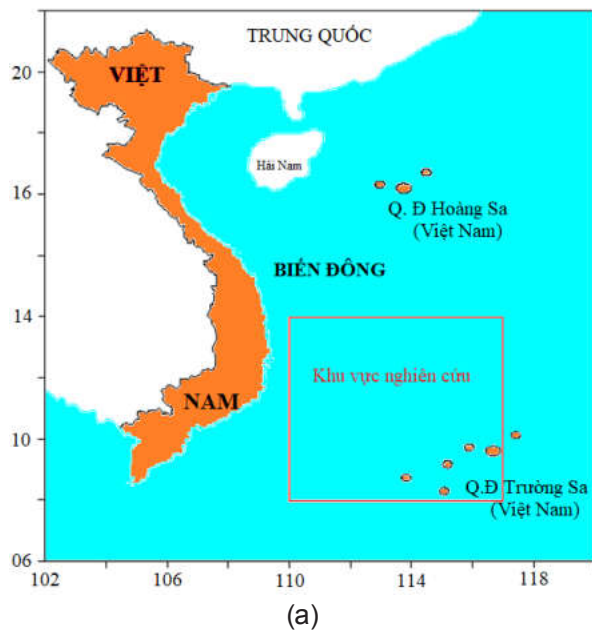 TRUNG QUỐC
20
VIỆT
Hải Nam
16
Q. Đ Hoàng Sa
(Việt Nam)
BIỂN ĐÔNG
14
Khu vực nghiên cứu
NAM
10
Q.Đ Trường Sa
(Việt Nam)
06
102
106
110
114
118
(a)